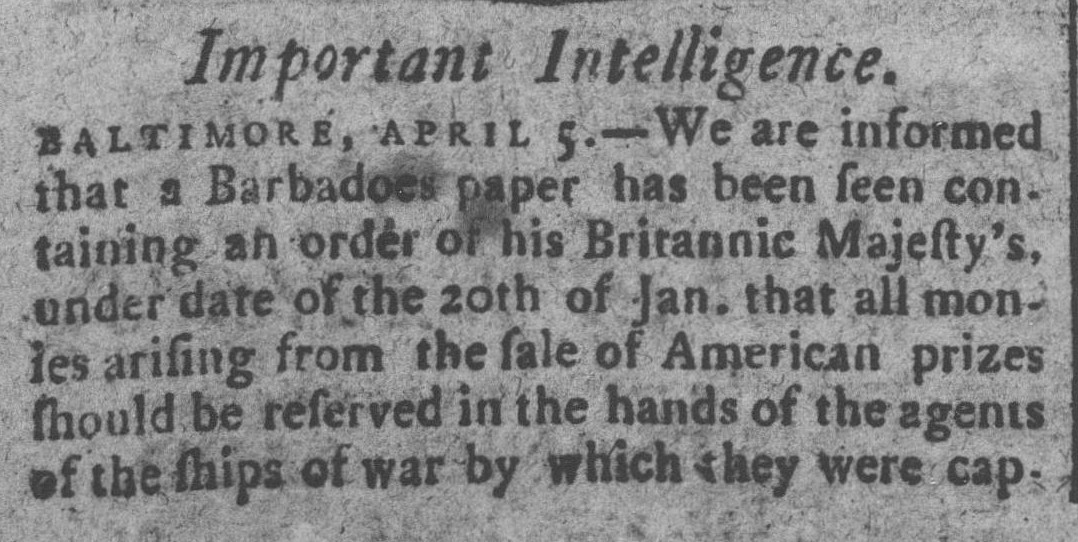 Important Intelligence.
BALTIMORE, APRIL 5.—We are informed
that a Barbadoes paper has been ſeen con-
taining an order of his Britannic Majeſty's,
under date of the 20th of Jan. that all mon-
ies ariſing from the ſale of American prizes
ſhould be reſerved in the hands of the agents
of the ſhips of war by which they were cap-